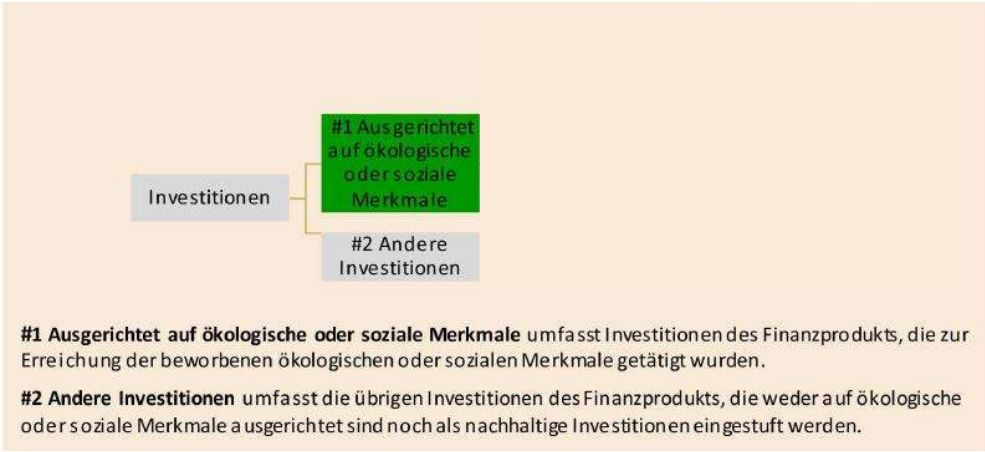 #1 Ausgerichtet
auf ökologische
oder soziale
Merkmale
Investitionen
#2 Andere
Investitionen
#1 Ausgerichtet auf ökologische oder soziale Merkmale umfasst Investitionen des Finanzprodukts, die zur
Erreichung der beworbenen ökologischen oder sozialen Merkmale getätigt wurden.
#2 Andere Investitionen umfasst die übrigen Investitionen des Finanzprodukts, die weder auf ökologische
oder soziale Merkmale ausgerichtet sind noch als nachhaltige Investitionen eingestuft werden.